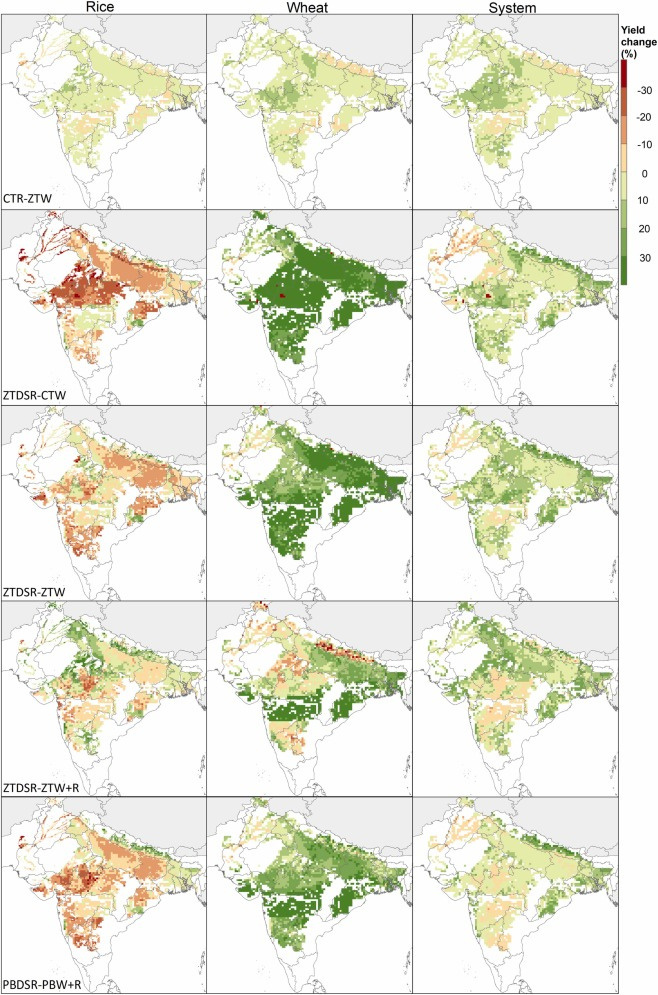 Rice Wheat System
Yield
change
(%)
-30
-20
-10
0
10
20
30
CTR-ZTW
ZTDSR-CTW
ZTDSR-ZTW
ZTDSR-ZTW+R
PBDSR-PBW+R